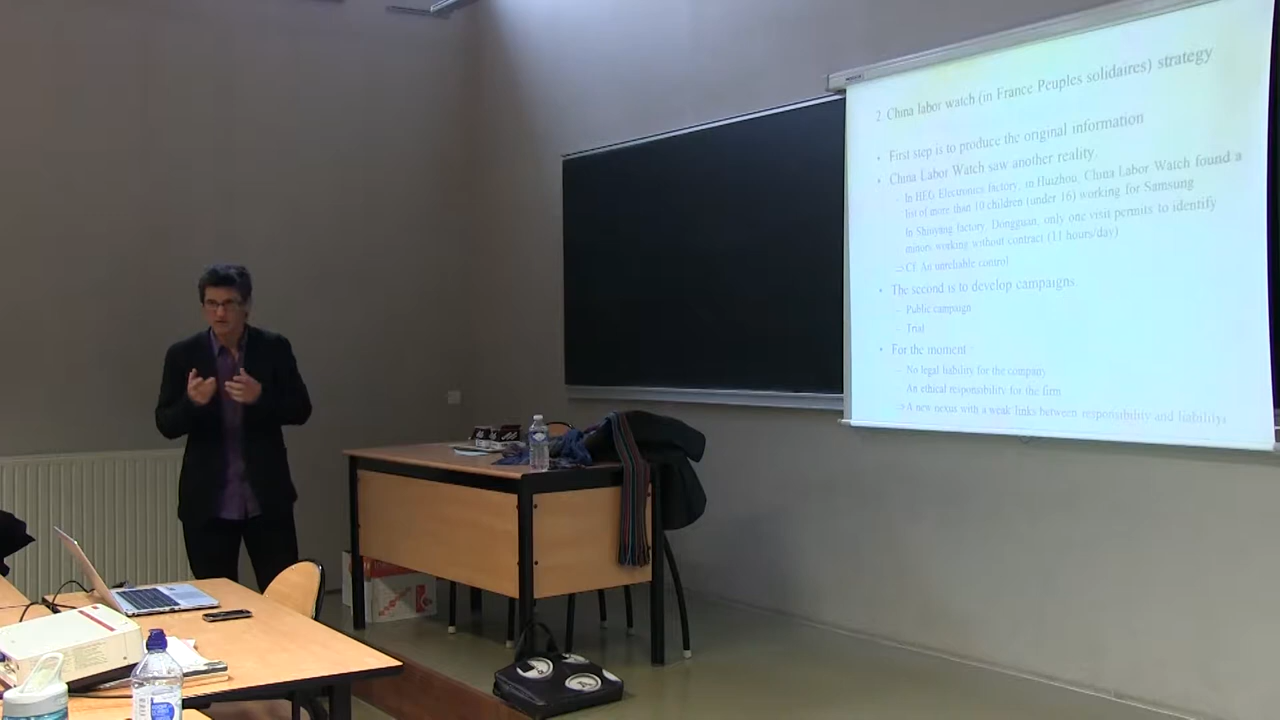 2. China labor watch (in France Peuples solidaires) strategy
• First step is to produce the original information
• China Labor Watch saw another reality.
– In HEG Electronics factory, in Huizhou, China Labor Watch found a
list of more than 10 children (under 16) working for Samsung
In Shinyang factory, Dongguan, only one visit permits to identify
minors working without contract (11 hours/day)
⇒Cf. An unreliable control
• The second is to develop campaigns.
– Public campaign
– Trial
• For the moment :
– No legal liability for the company
An ethical responsibility for the firm
⇒A new nexus with a weak links between responsibility and liability